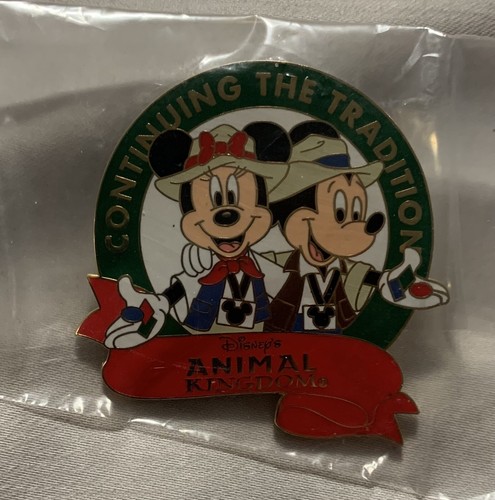 CONTINUING THE TRADITION
DISNEY'S
ANIMAL
KINGDOM